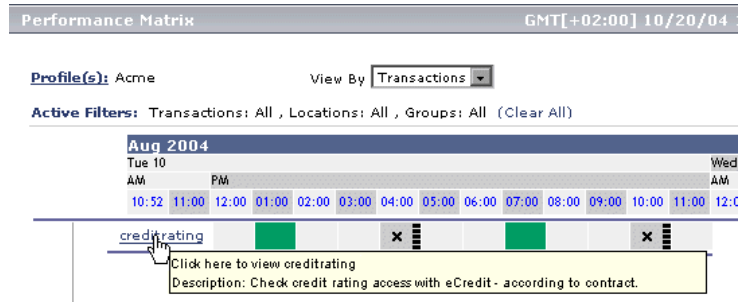 Performance Matrix GMT[+02:00] 10/20/04
Profile(s): Acme View By Transactions
Active Filters: Transactions: All , Locations: All , Groups: All (Clear All)
Aug 2004
Tue 10 Wed
AM PM AM
10:52 11:00 12:00 01:00 02:00 03:00 04:00 05:00 06:00 07:00 08:00 09:00 10:00 11:00 12:0
creditrating
Click here to view creditrating
Description: Check credit rating access with eCredit - according to contract.